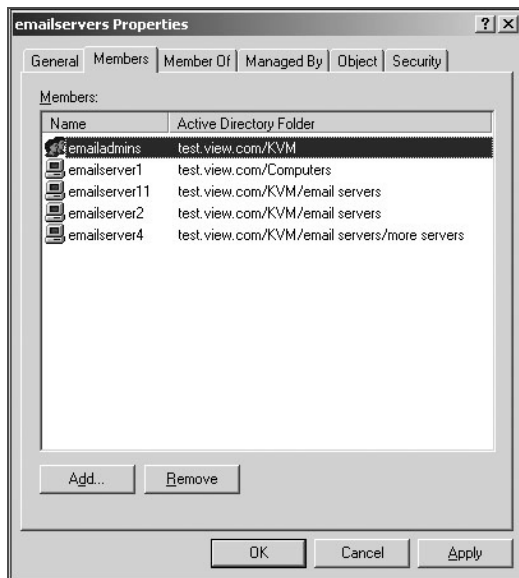 emailservers Properties ? X
General Members Member Of Managed By Object Security
Members:
Name Active Directory Folder
emailadmins test.view.com/KVM
emailserver1 test.view.com/Computers
emailserver11 test.view.com/KVM/email servers
emailserver2 test.view.com/KVM/email servers
emailserver4 test.view.com/KVM/email servers/more servers
Add... Remove
OK Cancel Apply